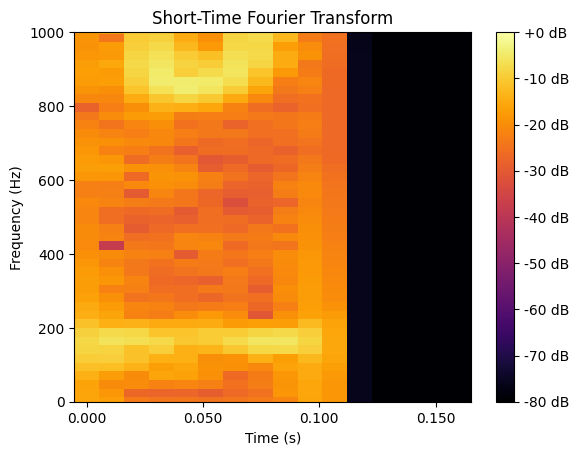 Short-Time Fourier Transform
1000
800
600
400
200
0
Frequency (Hz)
0.000
0.050
0.100
0.150
Time (s)
+0 dB
-10 dB
-20 dB
-30 dB
-40 dB
-50 dB
-60 dB
-70 dB
-80 dB